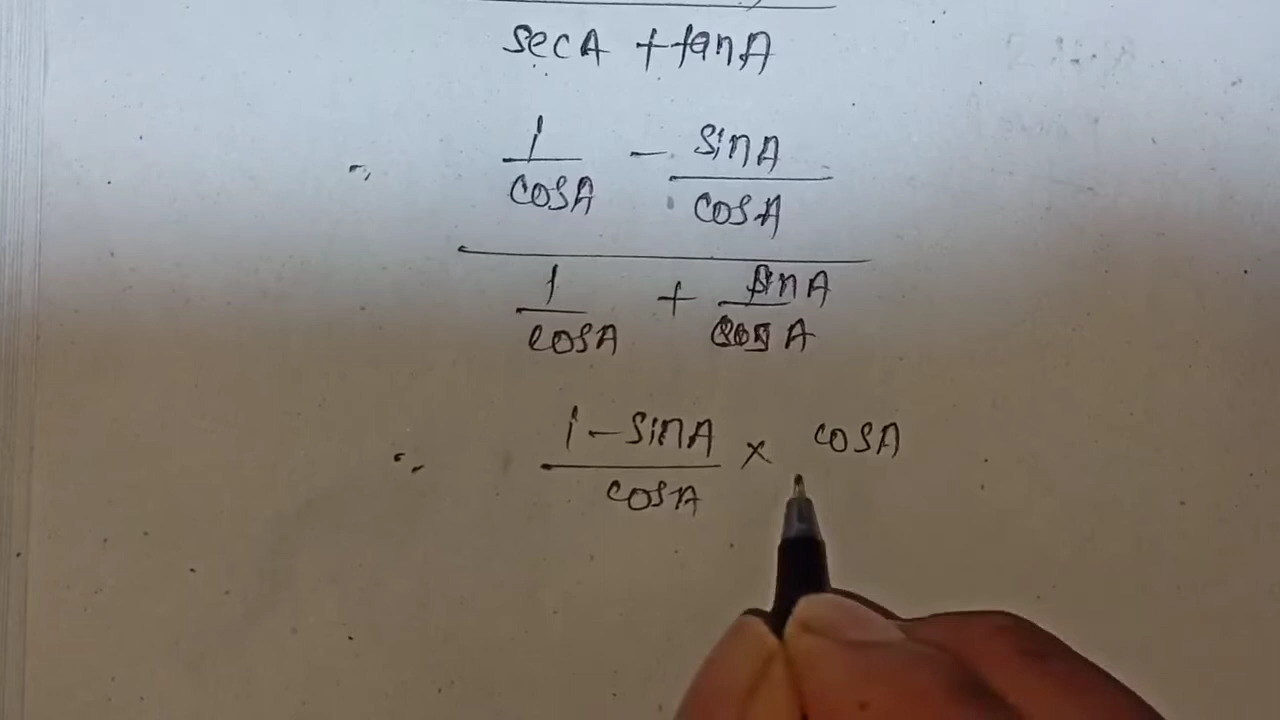 secA + tanA
∴ 1/cosA - sinA/cosA
1/cosA + sinA/cosA
∴ 1 - sinA/cosA × cosA